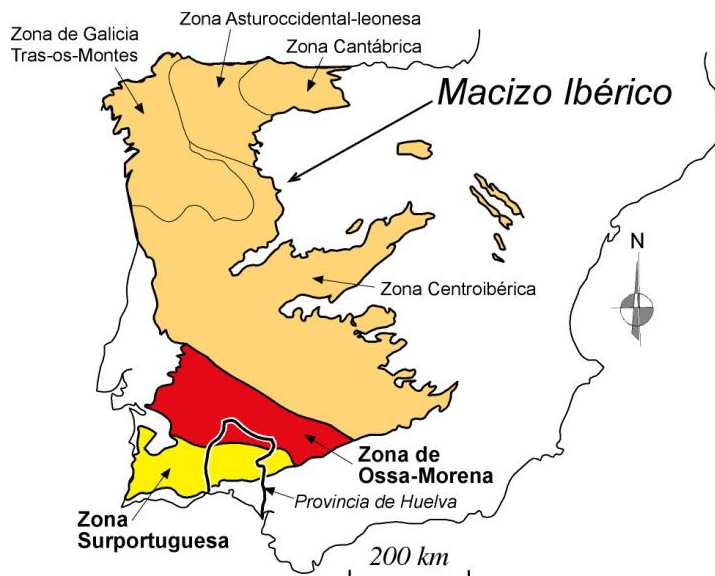 Zona Asturoccidental-leonesa
Zona de Galicia
Tras-os-Montes
Zona Cantábrica
Macizo Ibérico
N
Zona Centroibérica
Zona de
Ossa-Morena
Provincia de Huelva
Zona
Surportuguesa
200 km